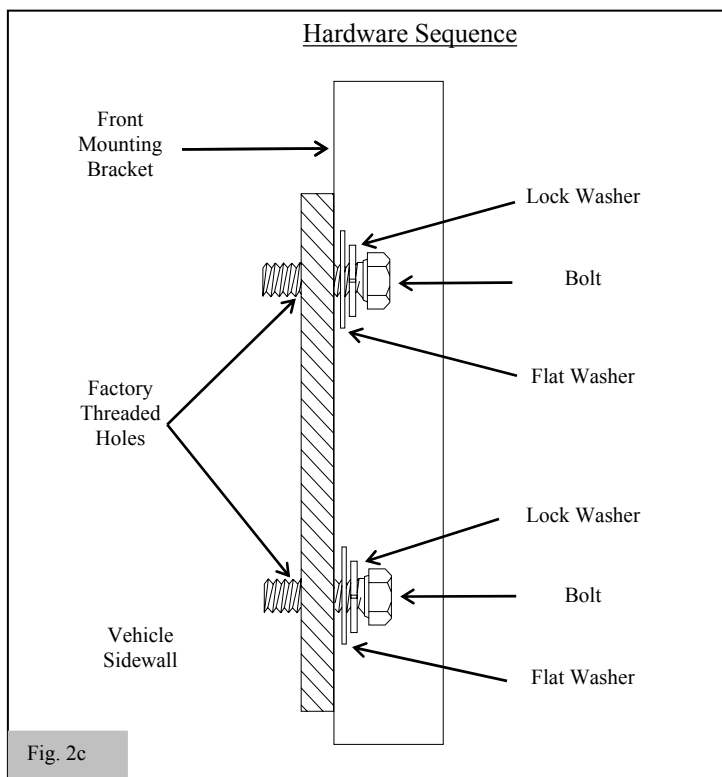 Hardware Sequence
Front
Mounting
Bracket
Lock Washer
Bolt
Flat Washer
Factory
Threaded
Holes
Lock Washer
Bolt
Vehicle
Sidewall
Flat Washer
Fig. 2c